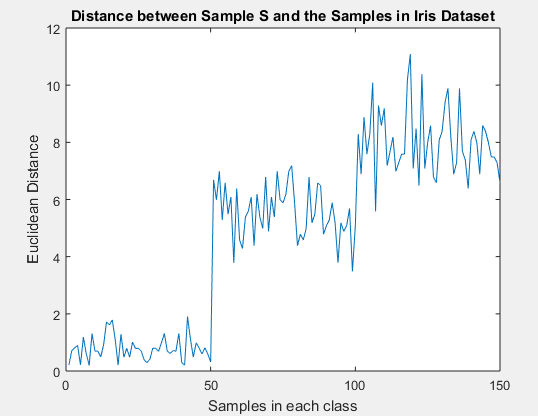 Distance between Sample S and the Samples in Iris Dataset
12
10
8
6
4
2
0
Euclidean Distance
0 50 100 150
Samples in each class